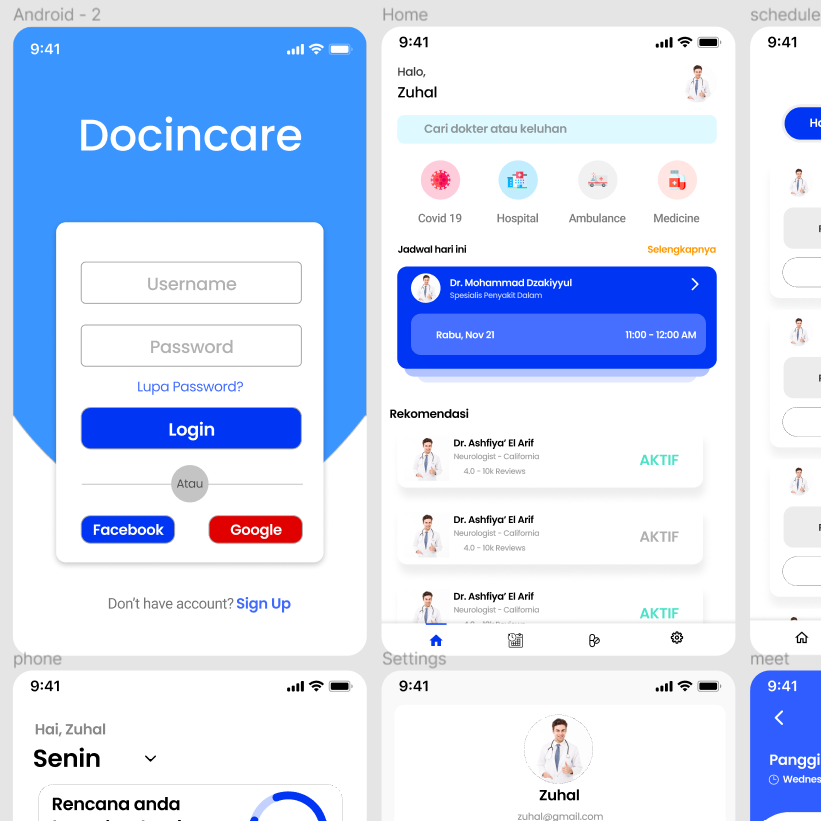 Android - 2
9:41
Docincare
Username
Password
Lupa Password?
Login
Atau
Facebook
Google
Don't have account? Sign Up
Home
9:41
Halo,
Zuhal
Cari dokter atau keluhan
Covid 19
Hospital
Ambulance
Medicine
Jadwal hari ini
Selengkapnya
Dr. Mohammad Dzakiyyul
Spesialis Penyakit Dalam
Rabu, Nov 21
11:00 - 12:00 AM
Rekomendasi
Dr. Ashfiya' El Arif
Neurologist - California
4.0 - 10k Reviews
AKTIF
Dr. Ashfiya' El Arif
Neurologist - California
4.0 - 10k Reviews
AKTIF
Dr. Ashfiya' El Arif
Neurologist - California
AKTIF
schedule
9:41
phone
9:41
Hai, Zuhal
Senin
Rencana anda
Settings
9:41
Zuhal
zuhal@gmail.com
meet
9:41
Panggi
Wednes